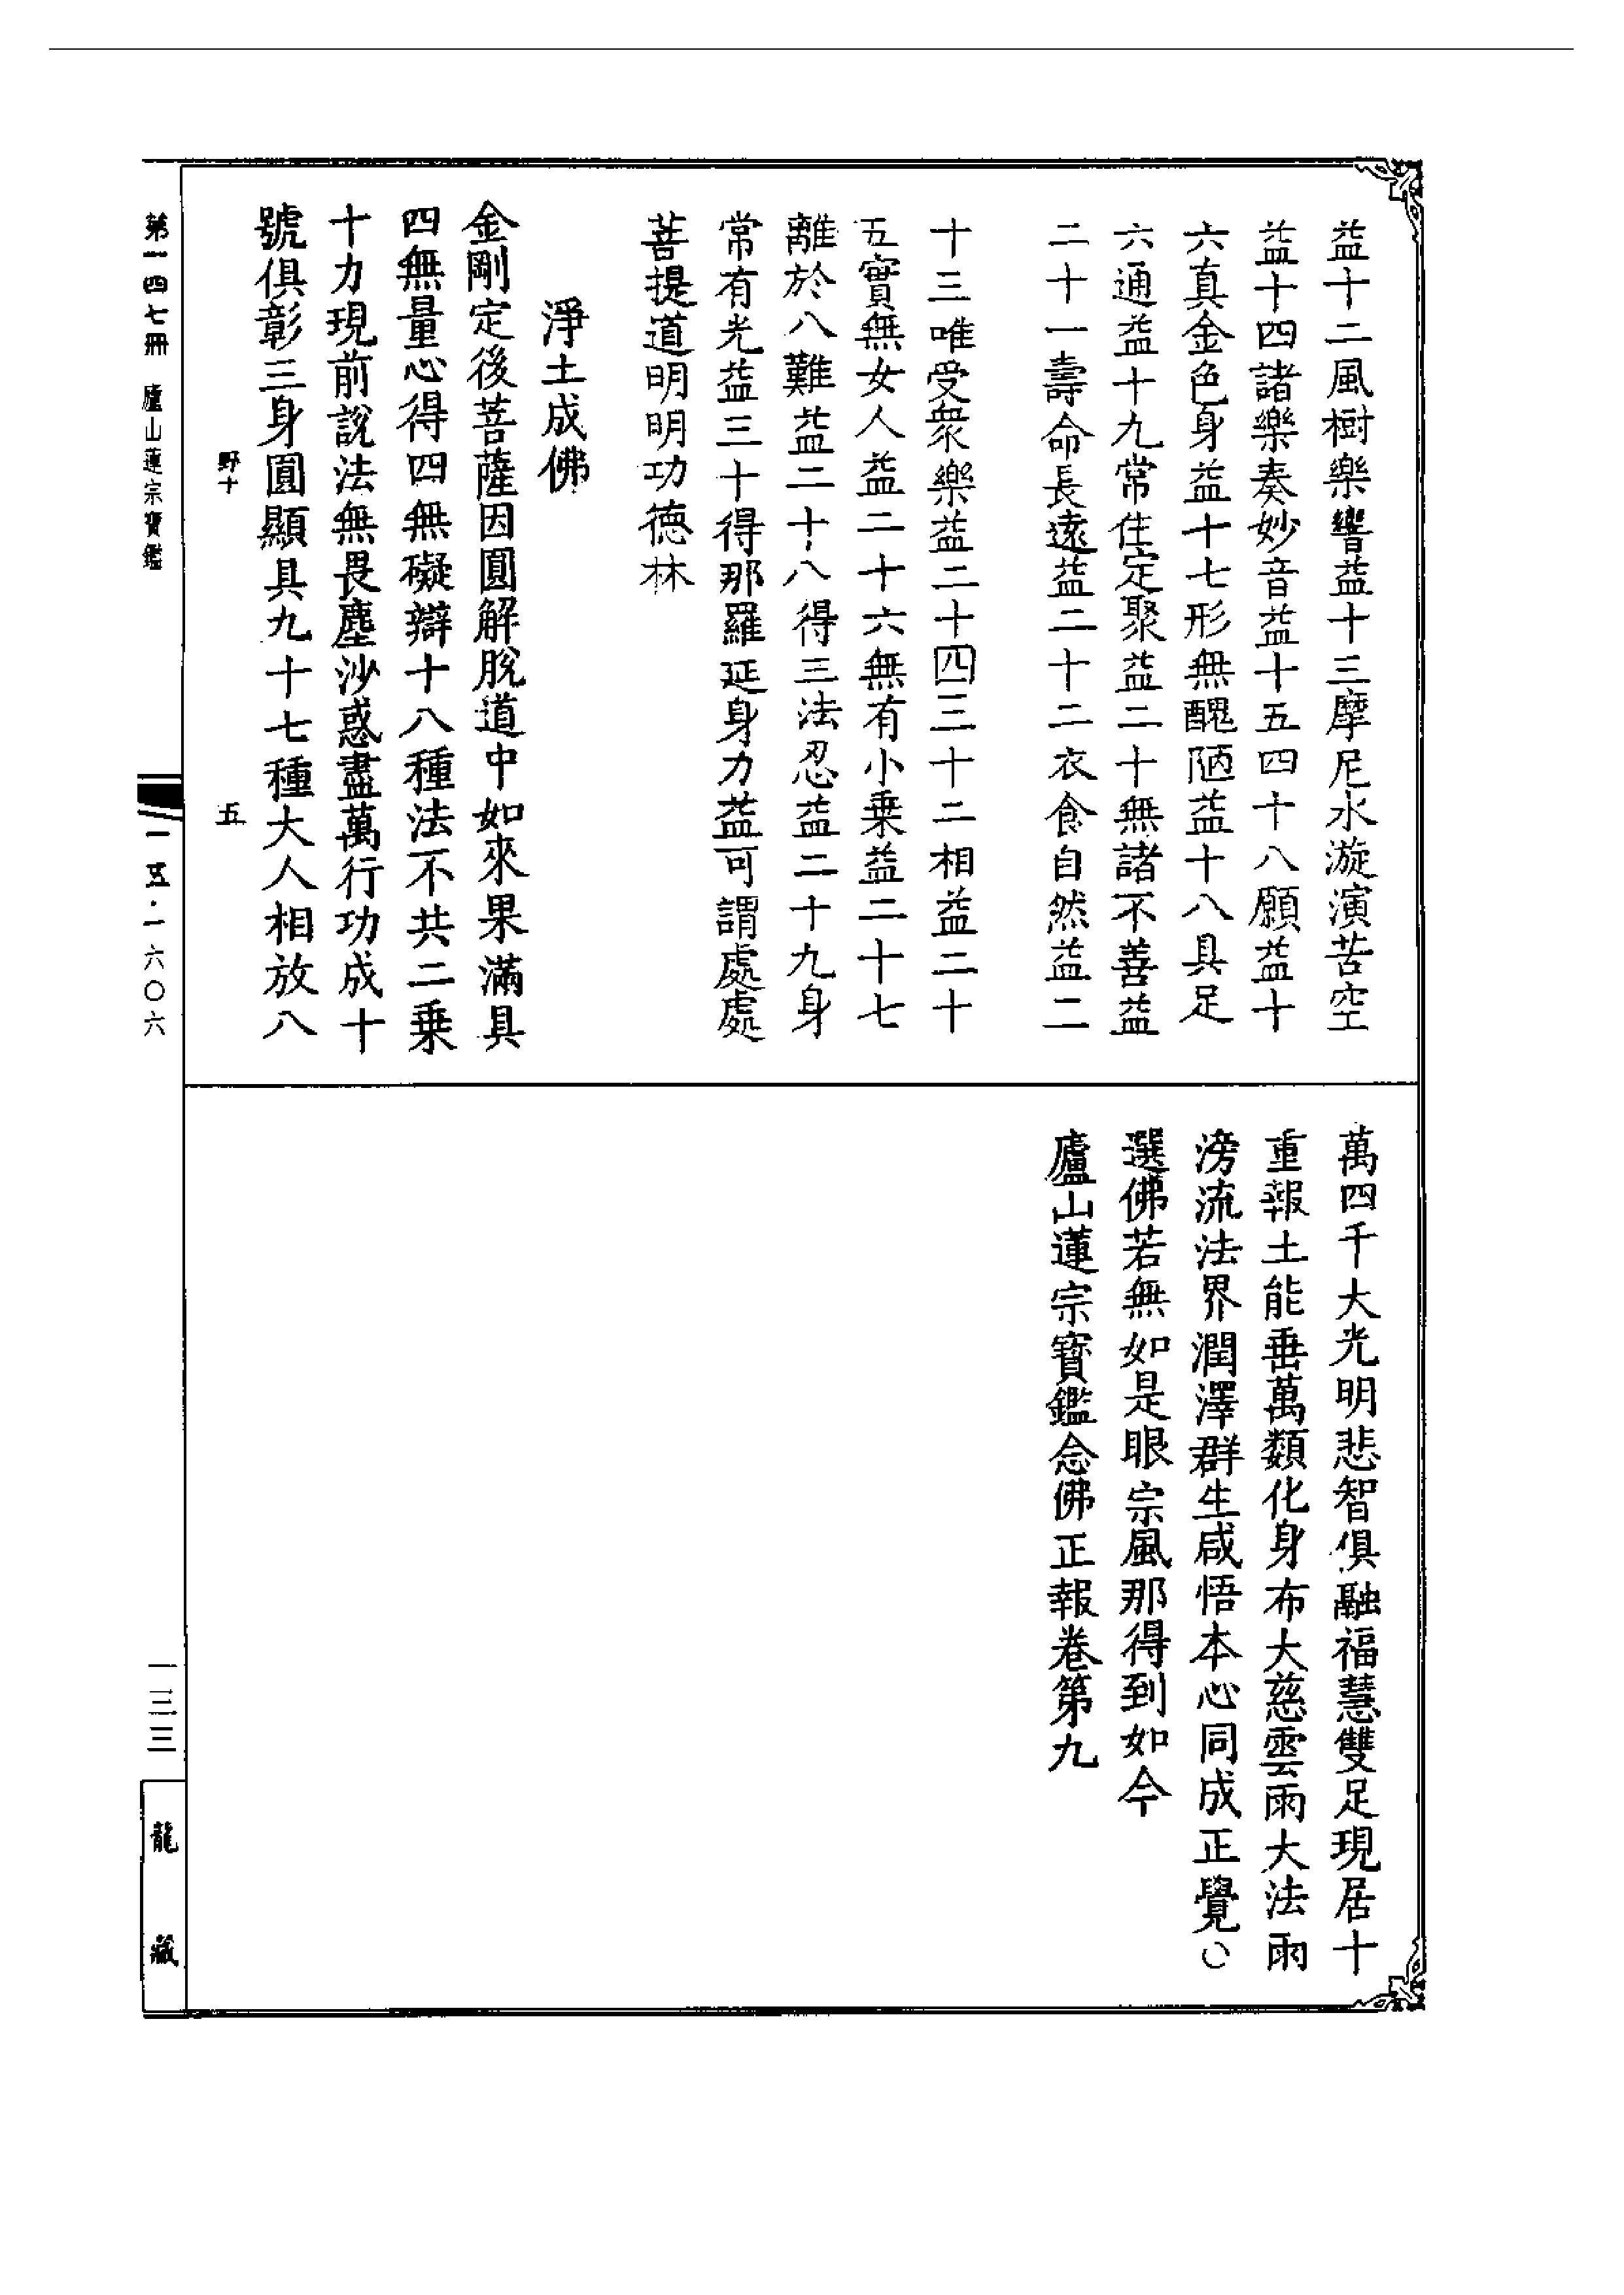 益十二風樹樂響益十三摩尼水漩演苦空
益十四諸樂奏妙音益十五四十八願益十
六真金色身益十七形無醜陋益十八具足
六通益十九常住定聚益二十無諸不善益
二十一壽命長遠益二十二衣食自然益二
十三唯受衆樂益二十四三十二相益二十
五實無女人益二十六無有小乗益二十七
離於八難益二十八得三法忍益二十九身
常有光益三十得那羅延身力益可謂處處
菩提道明明功德林
淨土成佛
金剛定後菩薩因圓解脫道中如來果滿具
四無量心得四無礙辯十八種法不共二乗
十力現前說法無畏塵沙惑盡萬行功成十
號俱彰三身圓顯具九十七種大人相放八
野十
五
萬四千大光明悲智俱融福慧雙足現居十
重報土能垂萬類化身布大慈雲雨大法雨
滂流法界潤澤群生咸悟本心同成正覺○
選佛若無如是眼宗風那得到如今
廬山蓮宗寶鑑念佛正報卷第九
第一四七冊 廬山蓮宗寶鑑
一五·一六〇六
一三三
龍藏